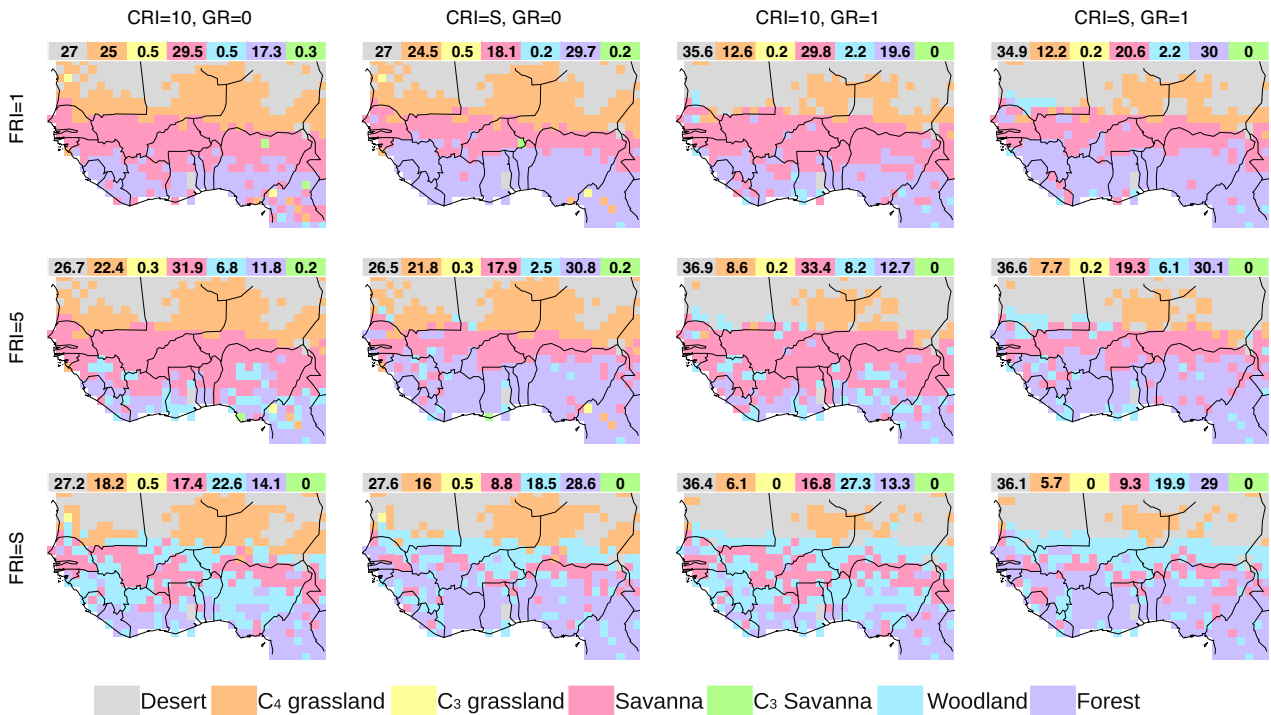 CRI=10, GR=0 CRI=S, GR=0 CRI=10, GR=1 CRI=S, GR=1
FRI=1
27 25 0.5 29.5 0.5 17.3 0.3
27 24.5 0.5 18.1 0.2 29.7 0.2
35.6 12.6 0.2 29.8 2.2 19.6 0
34.9 12.2 0.2 20.6 2.2 30 0
FRI=5
26.7 22.4 0.3 31.9 6.8 11.8 0.2
26.5 21.8 0.3 17.9 2.5 30.8 0.2
36.9 8.6 0.2 33.4 8.2 12.7 0
36.6 7.7 0.2 19.3 6.1 30.1 0
FRI=S
27.2 18.2 0.5 17.4 22.6 14.1 0
27.6 16 0.5 8.8 18.5 28.6 0
36.4 6.1 0 16.8 27.3 13.3 0
36.1 5.7 0 9.3 19.9 29 0
Desert C₄ grassland C₃ grassland Savanna C₃ Savanna Woodland Forest